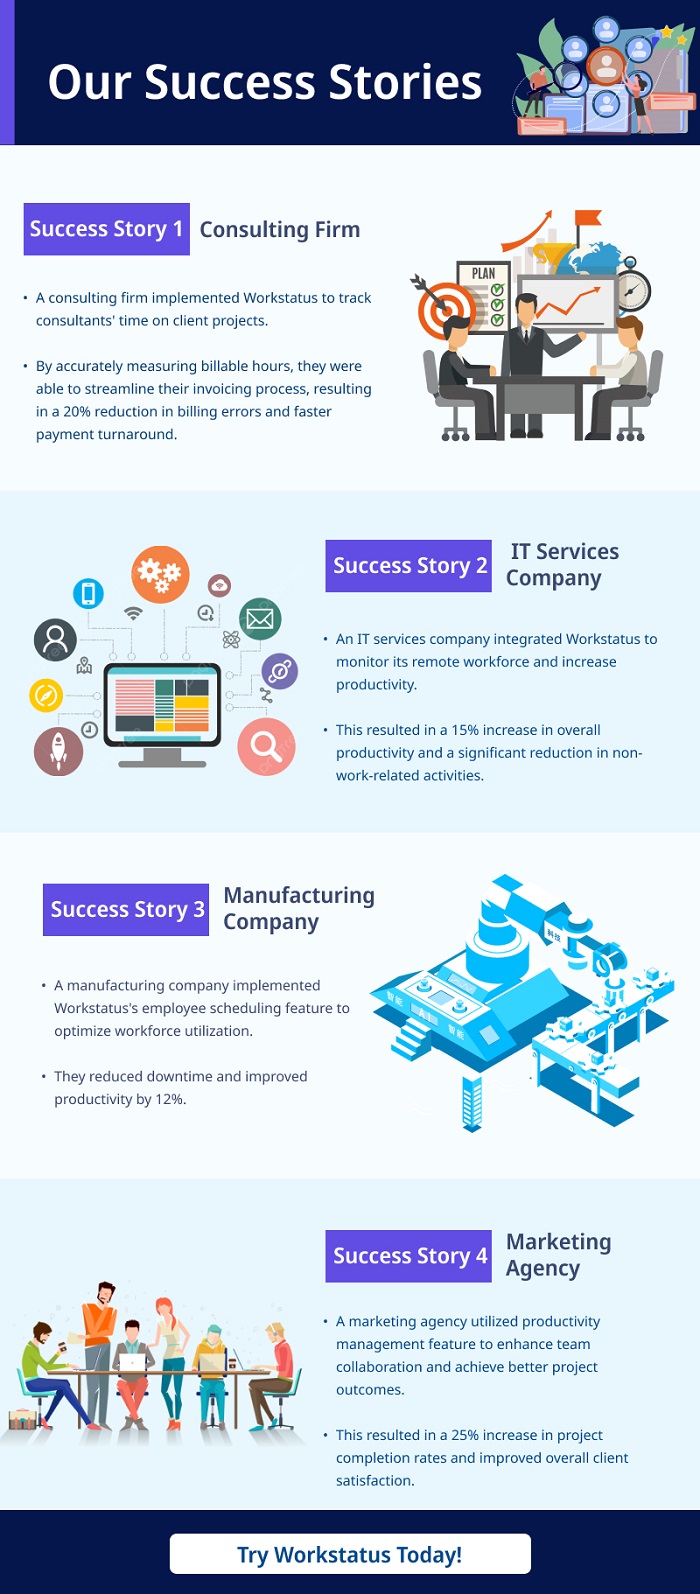 Our Success Stories
Success Story 1
Consulting Firm
• A consulting firm implemented Workstatus to track
consultants' time on client projects.
• By accurately measuring billable hours, they were
able to streamline their invoicing process, resulting
in a 20% reduction in billing errors and faster
payment turnaround.
PLAN
Success Story 2
IT Services
Company
• An IT services company integrated Workstatus to
monitor its remote workforce and increase
productivity.
• This resulted in a 15% increase in overall
productivity and a significant reduction in non-
work-related activities.
Success Story 3
Manufacturing
Company
• A manufacturing company implemented
Workstatus's employee scheduling feature to
optimize workforce utilization.
• They reduced downtime and improved
productivity by 12%.
科技
智能
AI
智能
Success Story 4
Marketing
Agency
• A marketing agency utilized productivity
management feature to enhance team
collaboration and achieve better project
outcomes.
• This resulted in a 25% increase in project
completion rates and improved overall client
satisfaction.
Try Workstatus Today!